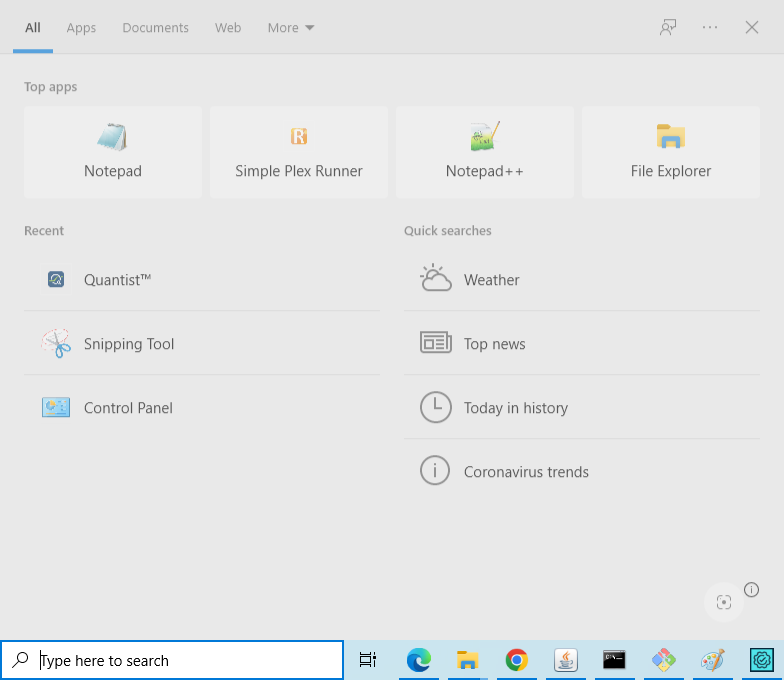 All Apps Documents Web More
Top apps
Notepad Simple Plex Runner Notepad++ File Explorer
Recent Quick searches
Quantist™ Weather
Snipping Tool Top news
Control Panel Today in history
Coronavirus trends
Type here to search